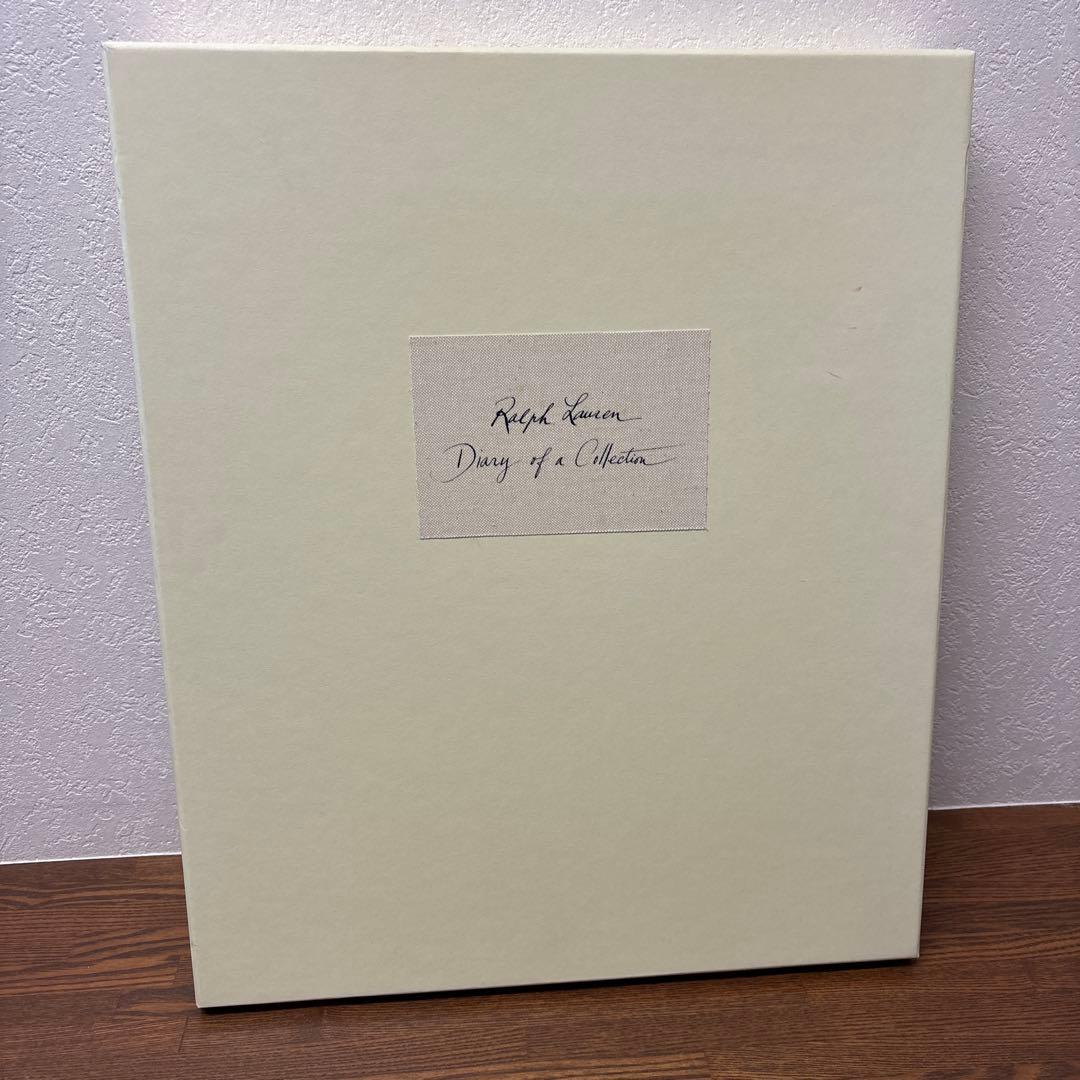 Ralph Lauren
Diary of a Collection